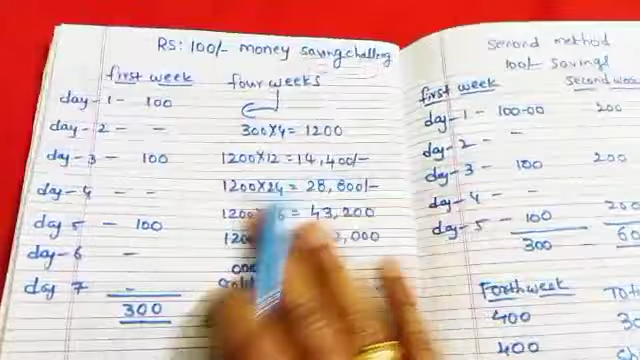 RS: 100/- money saving challeng
first week
day-1- 100
day-2- -
day-3- 100
day-4 - -
day 5 - 100
day-6 -
day 7 -
300
four weeks
300x4= 1200
1200x12 = 14,400/-
1200x24 = 28,800/-
= 43,200
Second method
100/- savings
first week
day-1- 100-00
day-2- -
day-3 - 100
day-4- -
day-5- 100
300
second
200
200
200
60
Forthweek
400
400